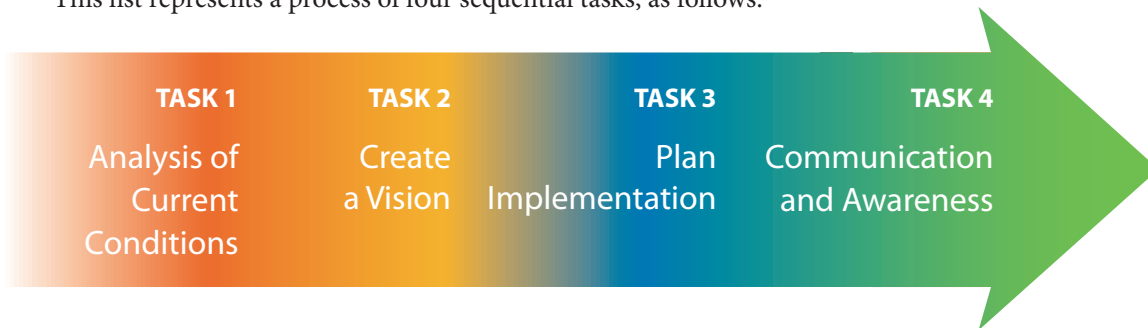 This list represents a process of four sequential tasks, as follows:
TASK 1
Analysis of
Current
Conditions
TASK 2
Create
a Vision
TASK 3
Plan
Implementation
TASK 4
Communication
and Awareness